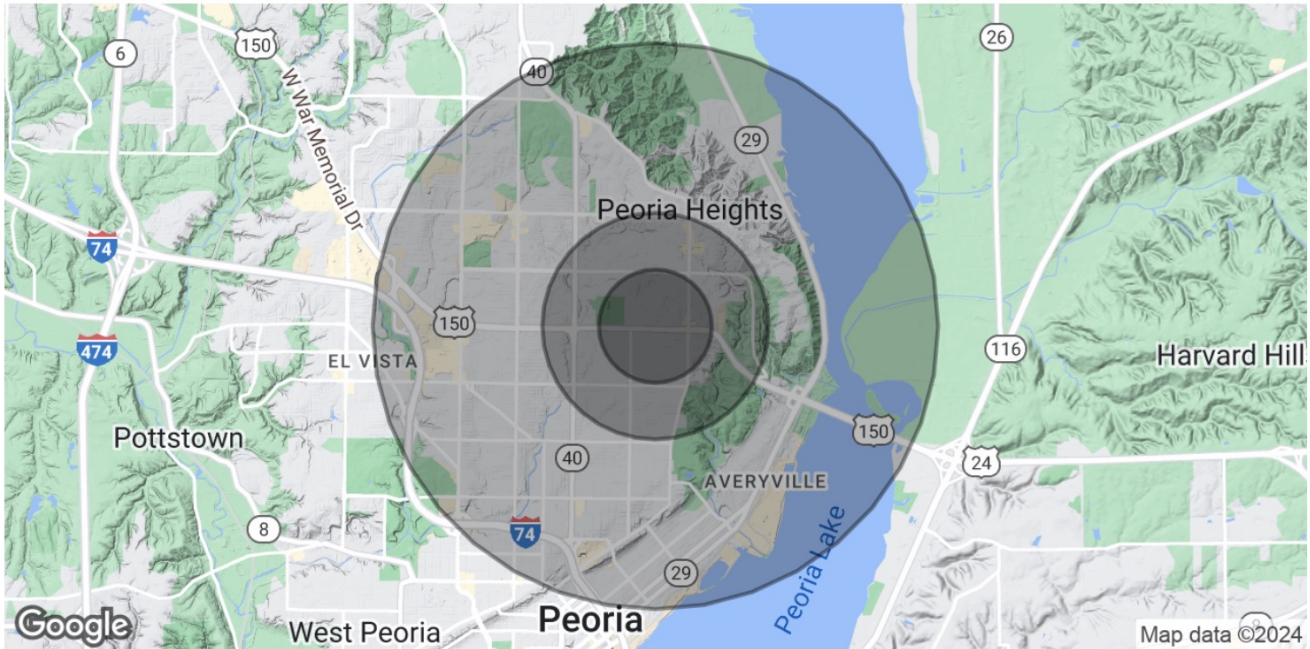 6
150
W War Memorial Dr
40
26
29
Peoria Heights
74
474
150
EL VISTA
116
Harvard Hill
Pottstown
40
150
24
AVERYVILLE
8
74
29
Peoria Lake
Google
West Peoria
Peoria
Map data ©2024